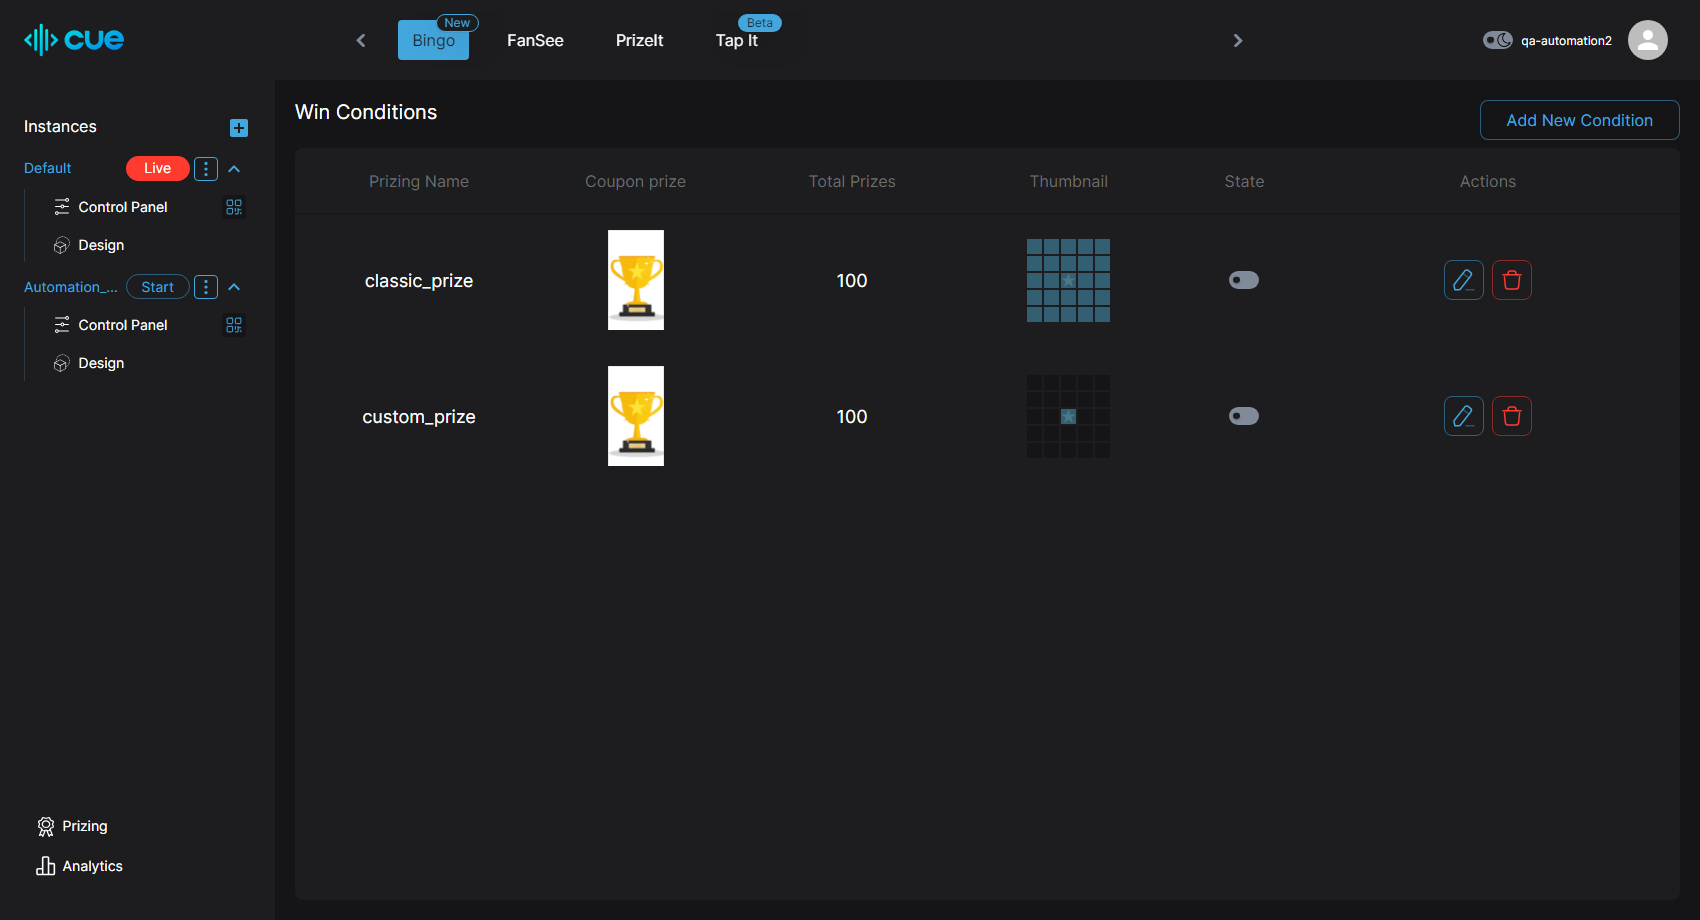 cue
Bingo
New
FanSee
PrizeIt
Tap It
Beta
qa-automation2
Instances
Default
Live
Control Panel
Design
Automation_...
Start
Control Panel
Design
Prizing
Analytics
Win Conditions
Add New Condition
Prizing Name Coupon prize Total Prizes Thumbnail State Actions
classic_prize 100
custom_prize 100